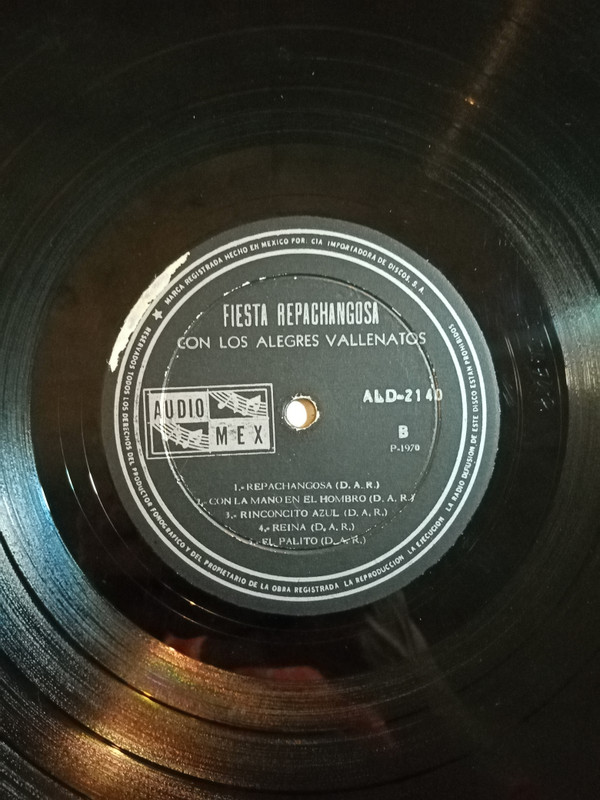 MARCA REGISTRADA HECHO EN MEXICO POR: CIA IMPORTADORA DE DISCOS, S. A.
FIESTA REPACHANGOSA
CON LOS ALEGRES VALLENATOS
AUDIO
MEX
ALD-2140
B
P-1970
1.- REPACHANGOSA (D. A. R.)
2.- CON LA MANO EN EL HOMBRO (D. A. R.)
3.- RINCONCITO AZUL (D. A. R.)
4.- REINA (D. A. R.)
5.- EL PALITO (D. A. R.)
RESERVADOS TODOS LOS DERECHOS DEL PRODUCTOR FONOGRAFICO Y DEL PROPIETARIO DE LA OBRA REGISTRADA LA REPRODUCCION LA EJECUCION LA RADIO DIFUSION DE ESTE DISCO ESTAN PROHIBIDOS